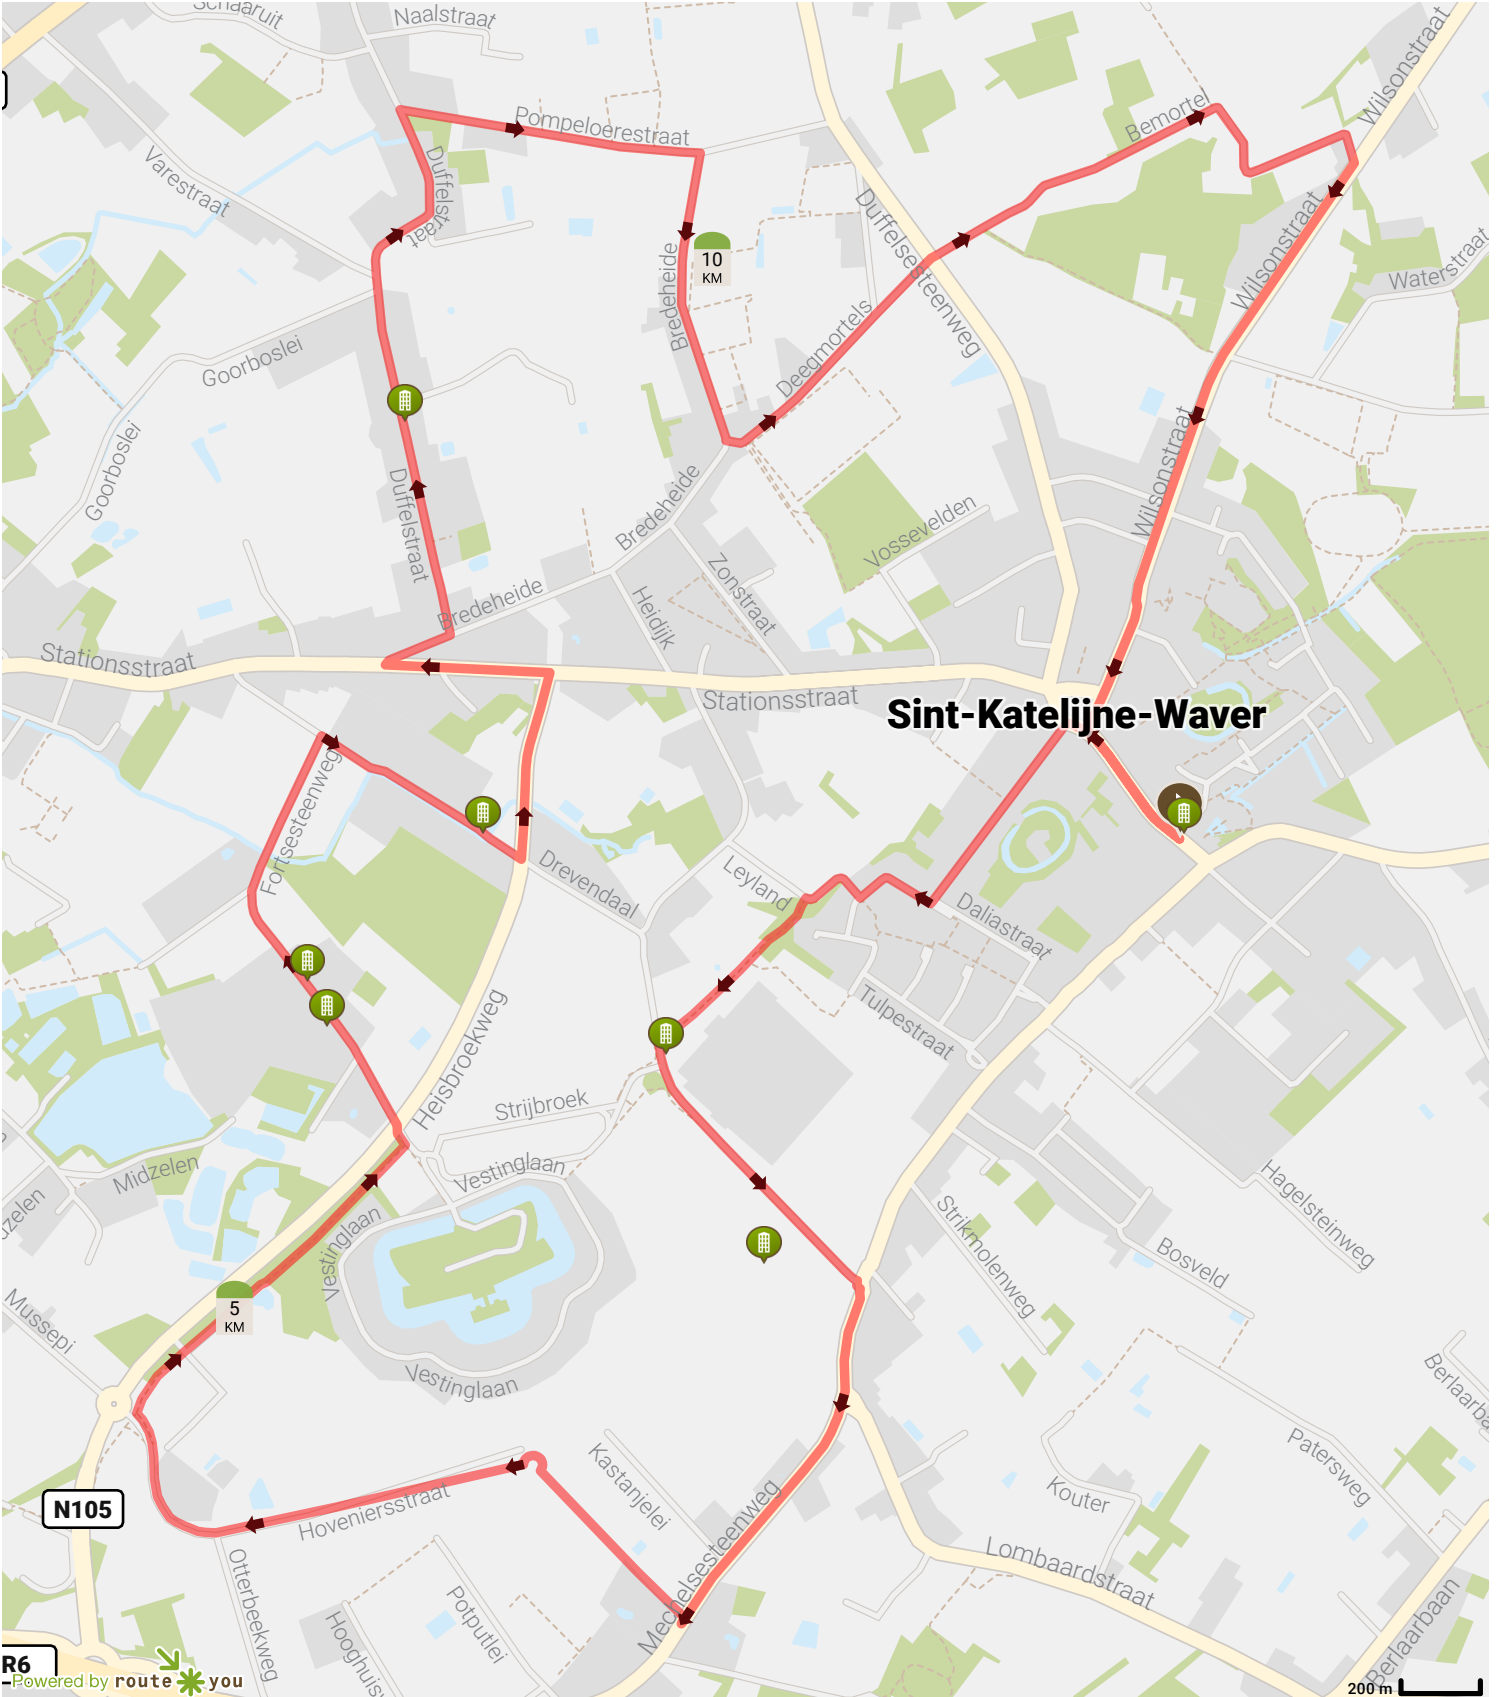 Schaaruit
Naalstraat
Wilsonstraat
Pompeloerestraat
Bemortel
Varestraat
Duffelstraat
Duffelsesteenweg
Wilsonstraat
Waterstraat
Bredeheide
10
KM
Deegmortels
Goorboslei
Goorboslei
Wilsonstraat
Duffelstraat
Bredeheide
Vossevelden
Zonstraat
Bredeheide
Heidijk
Stationsstraat
Stationsstraat
Sint-Katelijne-Waver
Fortsesteenweg
Drevendaal
Leyland
Daliastraat
Tulpestraat
Heisbroekweg
Strijbroek
Midzelen
Vestinglaan
Vestinglaan
Hagelsteinweg
Strikmolenweg
Bosveld
5
KM
Mussepi
Vestinglaan
Patersweg
Kastanjelei
Kouter
N105
Hoveniersstraat
Mechelsesteenweg
Otterbeekweg
Lombaardstraat
Potputlei
Berlaarbaan
R6
Powered by route you
200 m